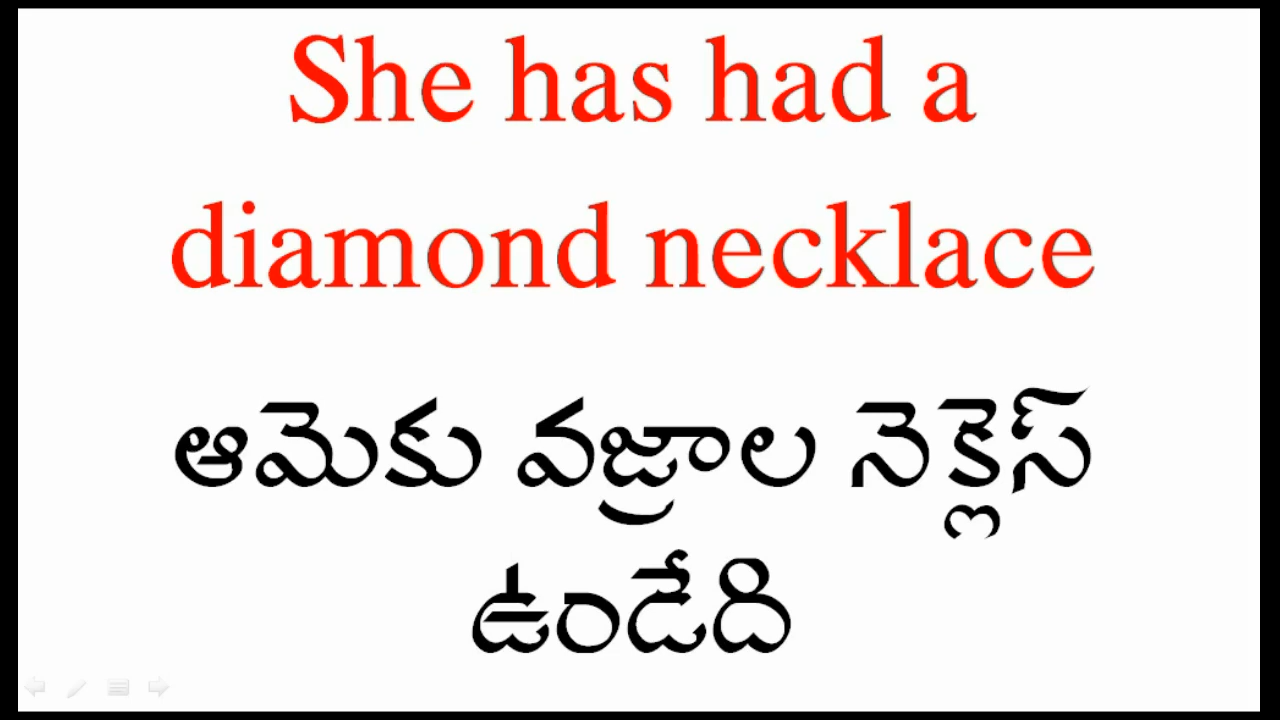 She has had a
diamond necklace
ఆమెకు వజ్రాల నెక్లెస్
ఉండేది